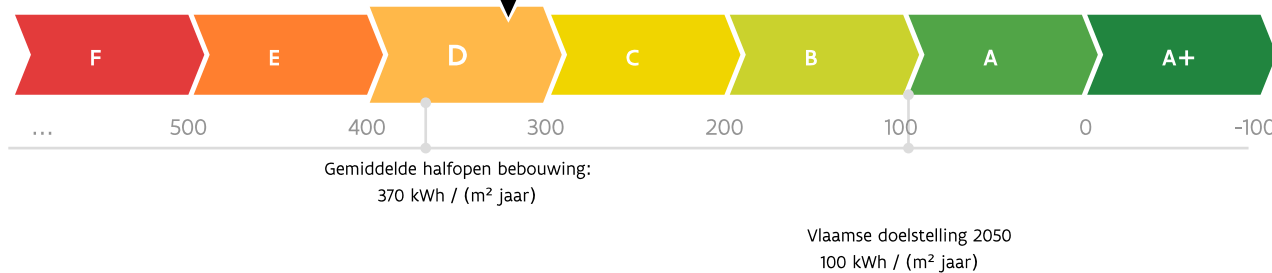 F E D C B A A+
... 500 400 300 200 100 0 -100
Gemiddelde halfopen bebouwing:
370 kWh / (m² jaar)
Vlaamse doelstelling 2050
100 kWh / (m² jaar)